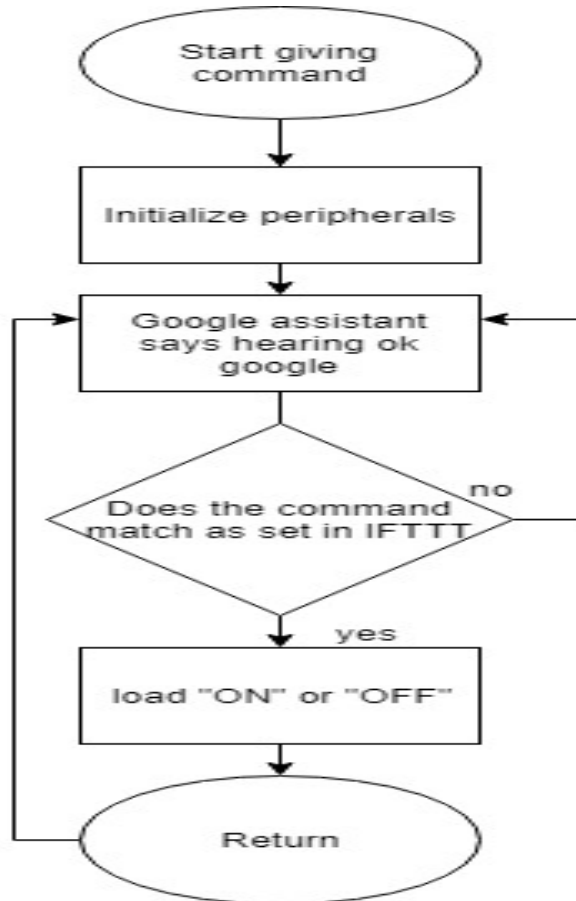 Start giving
command
Initialize peripherals
Google assistant
says hearing ok
google
no
Does the command
match as set in IFTTT
yes
load "ON" or "OFF"
Return